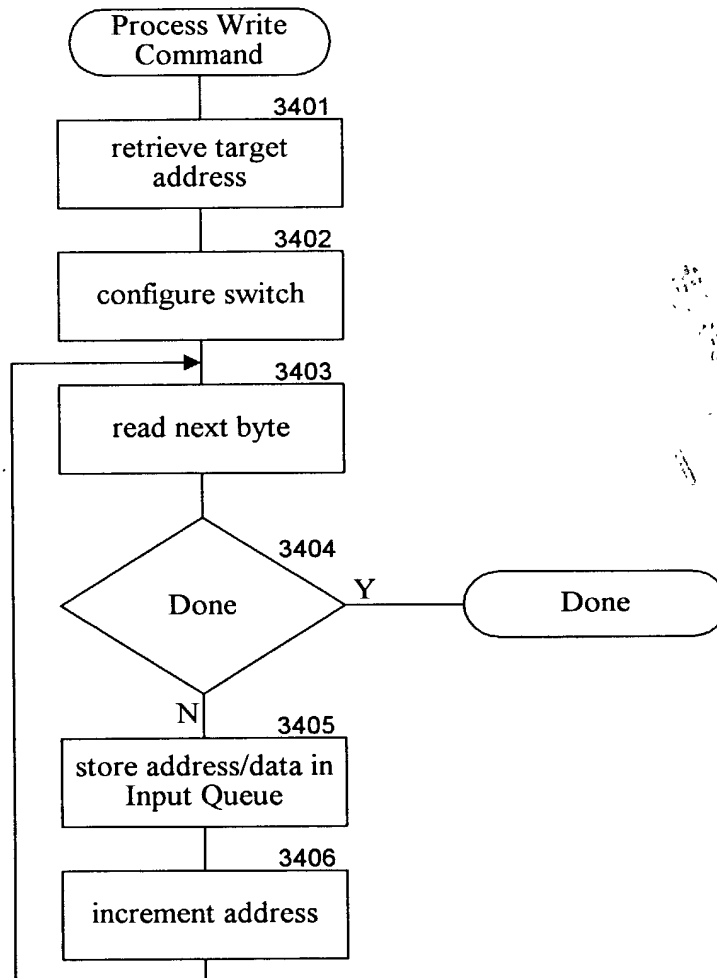 Process Write
Command
3401
retrieve target
address
3402
configure switch
3403
read next byte
3404
Done
Y
Done
N
3405
store address/data in
Input Queue
3406
increment address